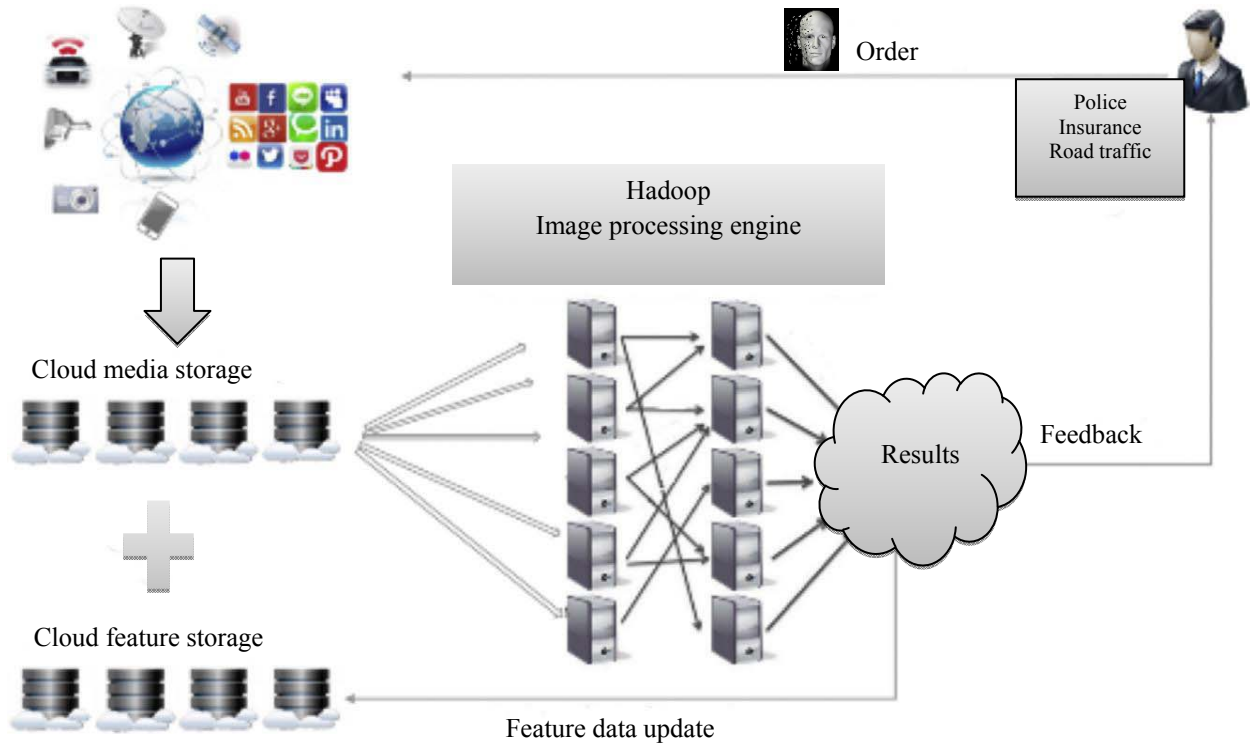 Order
Police
Insurance
Road traffic
Hadoop
Image processing engine
Cloud media storage
Results
Feedback
Cloud feature storage
Feature data update